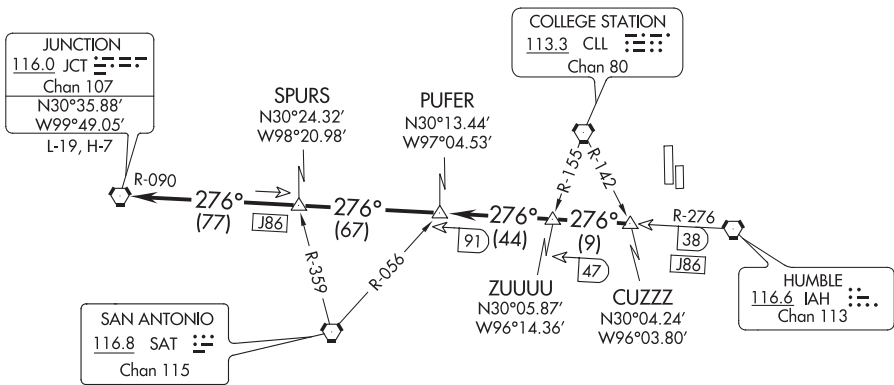 JUNCTION
116.0 JCT
Chan 107
N30°35.88′
W99°49.05′
L-19, H-7
COLLEGE STATION
113.3 CLL
Chan 80
SPURS
N30°24.32′
W98°20.98′
PUFER
N30°13.44′
W97°04.53′
R-155
R-142
R-090
276°
(77)
J86
276°
(67)
91
276°
(44)
276°
(9)
47
R-276
38
J86
R-359
R-056
ZUUUU
N30°05.87′
W96°14.36′
CUZZZ
N30°04.24′
W96°03.80′
HUMBLE
116.6 IAH
Chan 113
SAN ANTONIO
116.8 SAT
Chan 115